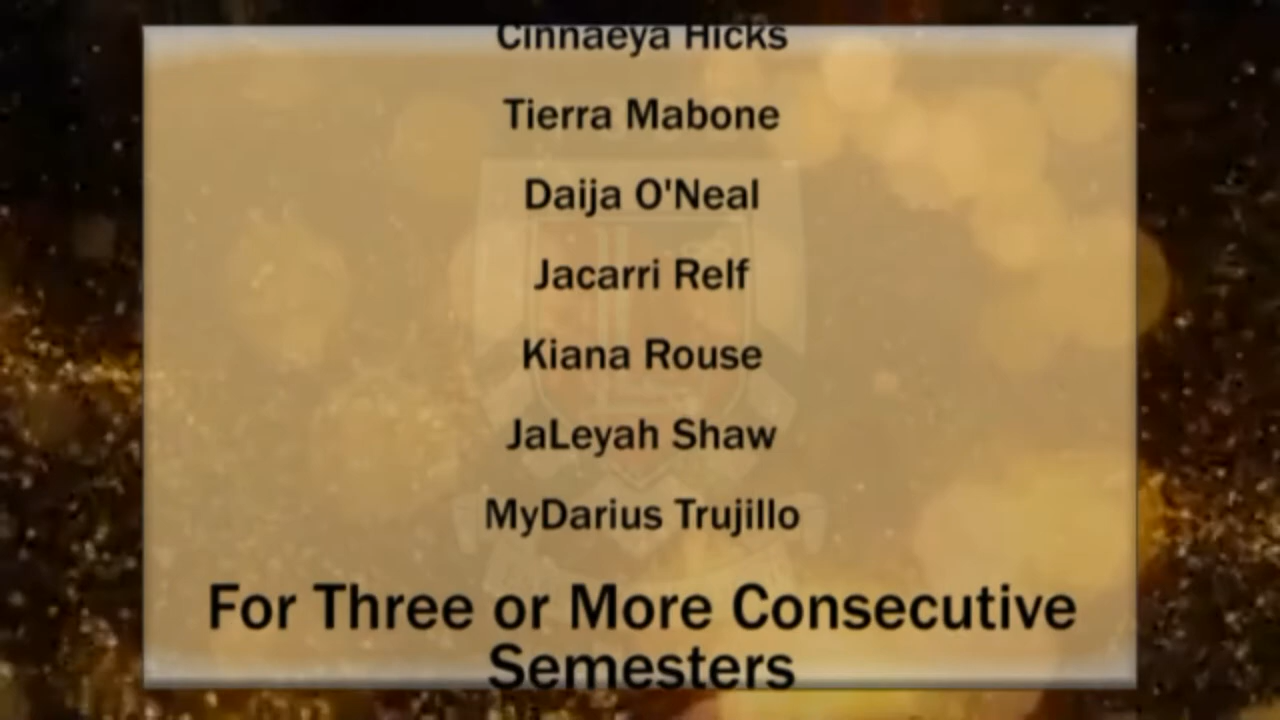 Cinnaeya Hicks
Tierra Mabone
Daija O'Neal
Jacarri Relf
Kiana Rouse
JaLeyah Shaw
MyDarius Trujillo
For Three or More Consecutive
Semesters